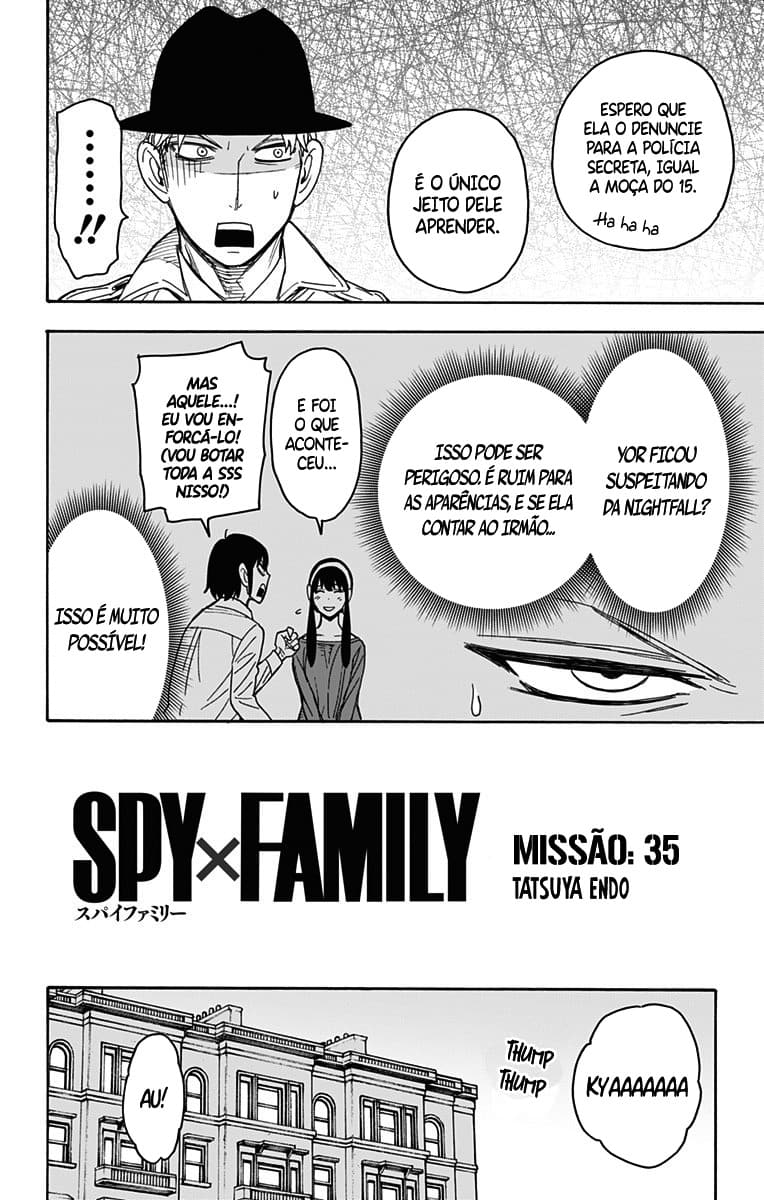 ESPERO QUE
ELA O DENUNCIE
PARA A POLÍCIA
SECRETA, IGUAL
A MOÇA DO 15.
Ha ha ha
É O ÚNICO
JEITO DELE
APRENDER.
......!!
YOR FICOU
SUSPEITANDO
DA NIGHTFALL?
ISSO PODE SER
PERIGOSO. É RUIM PARA
AS APARÊNCIAS, E SE ELA
CONTAR AO IRMÃO...
E FOI
O QUE
ACONTE-
CEU...
MAS
AQUELE...!
EU VOU EN-
FORCÁ-LO!
(VOU BOTAR
TODA A SSS
NISSO!)
ISSO É MUITO
POSSÍVEL!
SPY×FAMILY
スパイファミリー
MISSÃO: 35
TATSUYA ENDO
KYAAAAAAA
THUMP
THUMP
AU!